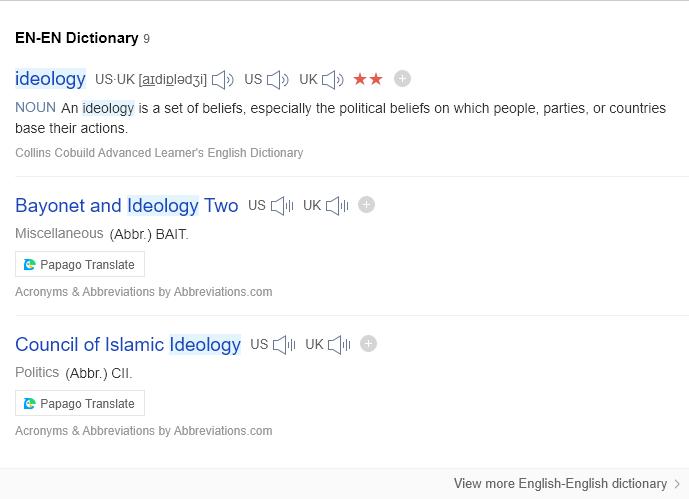 EN-EN Dictionary 9
ideology US·UK [aɪdiɒlədʒi] US UK
NOUN An ideology is a set of beliefs, especially the political beliefs on which people, parties, or countries
base their actions.
Collins Cobuild Advanced Learner's English Dictionary
Bayonet and Ideology Two US UK
Miscellaneous (Abbr.) BAIT.
Papago Translate
Acronyms & Abbreviations by Abbreviations.com
Council of Islamic Ideology US UK
Politics (Abbr.) CII.
Papago Translate
Acronyms & Abbreviations by Abbreviations.com
View more English-English dictionary